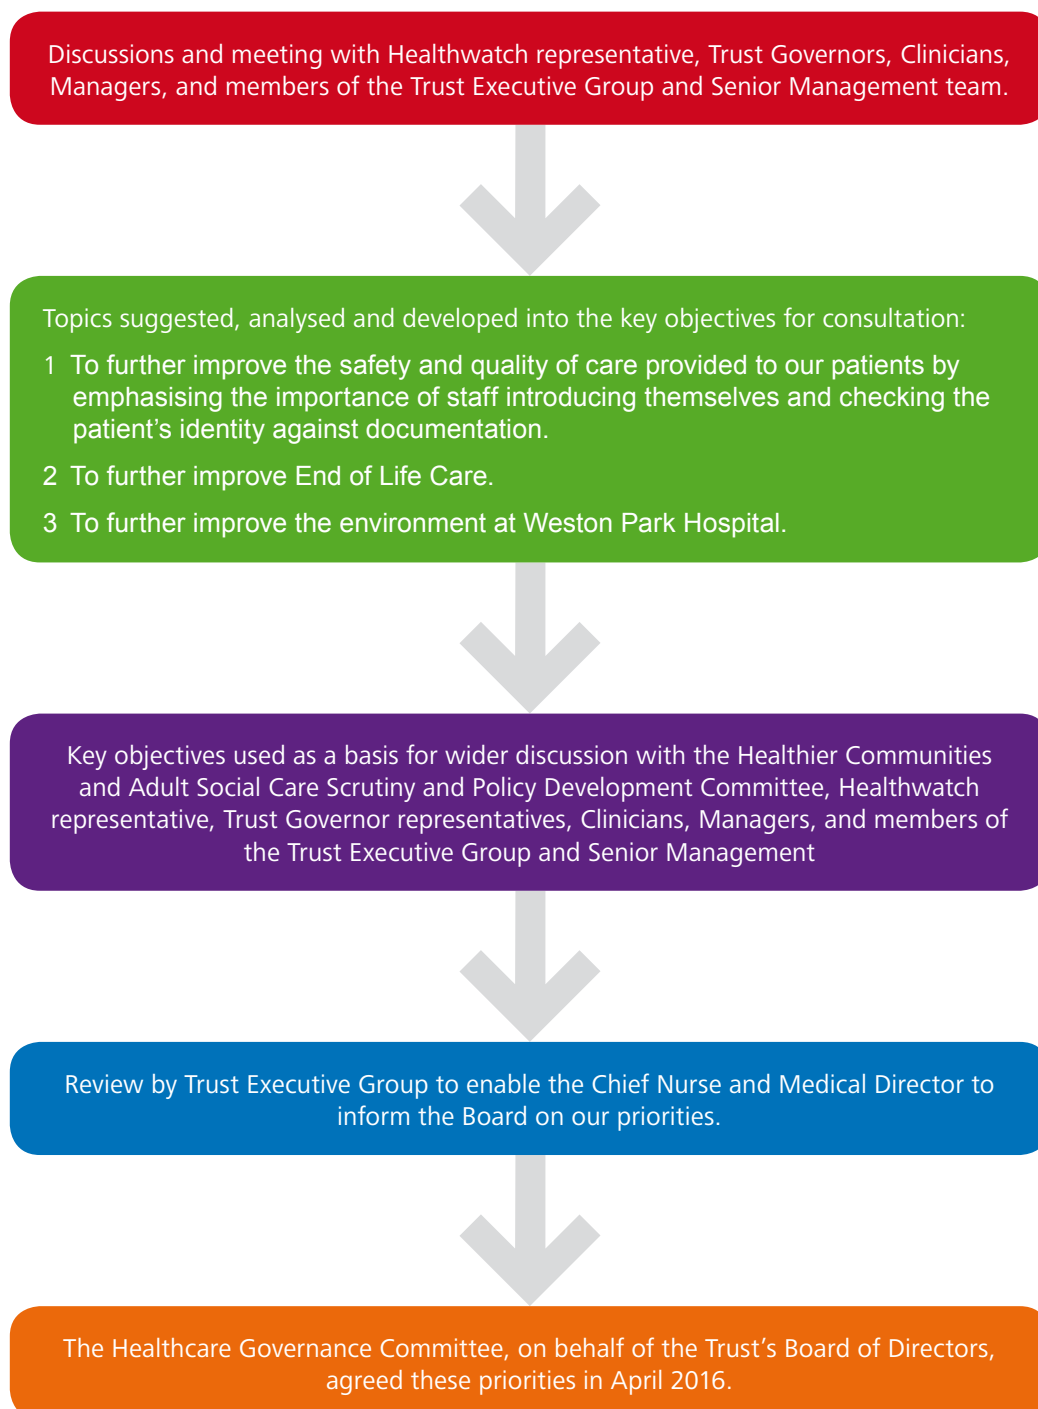 Discussions and meeting with Healthwatch representative, Trust Governors, Clinicians,
Managers, and members of the Trust Executive Group and Senior Management team.
Topics suggested, analysed and developed into the key objectives for consultation:
1 To further improve the safety and quality of care provided to our patients by
emphasising the importance of staff introducing themselves and checking the
patient's identity against documentation.
2 To further improve End of Life Care.
3 To further improve the environment at Weston Park Hospital.
Key objectives used as a basis for wider discussion with the Healthier Communities
and Adult Social Care Scrutiny and Policy Development Committee, Healthwatch
representative, Trust Governor representatives, Clinicians, Managers, and members of
the Trust Executive Group and Senior Management
Review by Trust Executive Group to enable the Chief Nurse and Medical Director to
inform the Board on our priorities.
The Healthcare Governance Committee, on behalf of the Trust's Board of Directors,
agreed these priorities in April 2016.